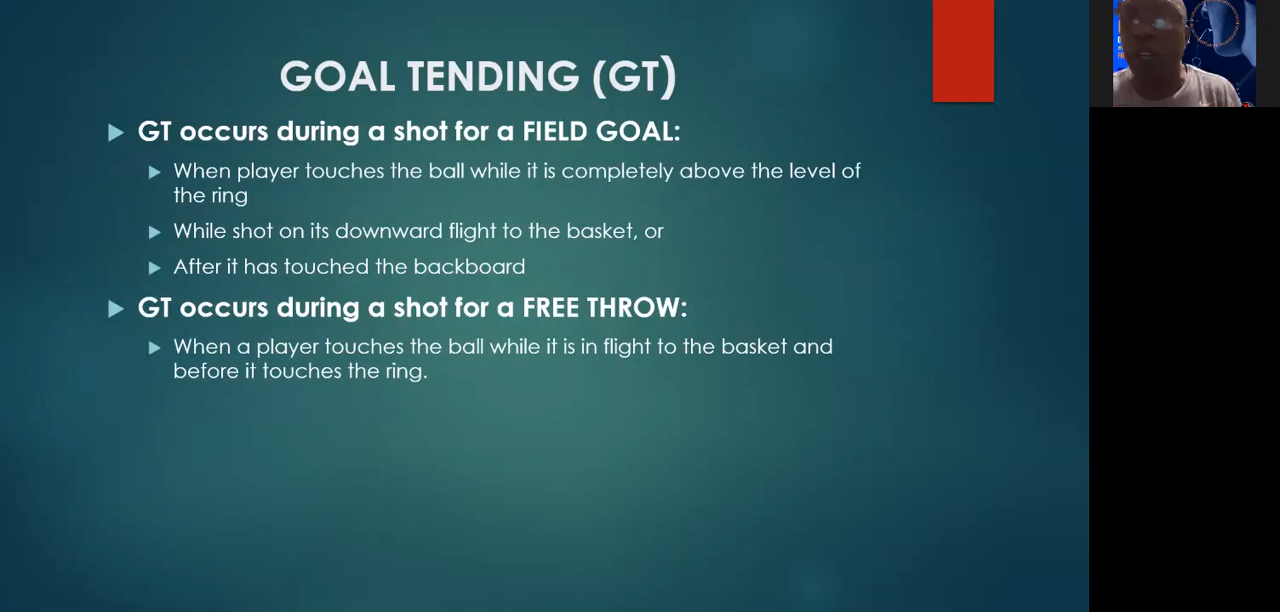 GOAL TENDING (GT)
GT occurs during a shot for a FIELD GOAL:
When player touches the ball while it is completely above the level of
the ring
While shot on its downward flight to the basket, or
After it has touched the backboard
GT occurs during a shot for a FREE THROW:
When a player touches the ball while it is in flight to the basket and
before it touches the ring.